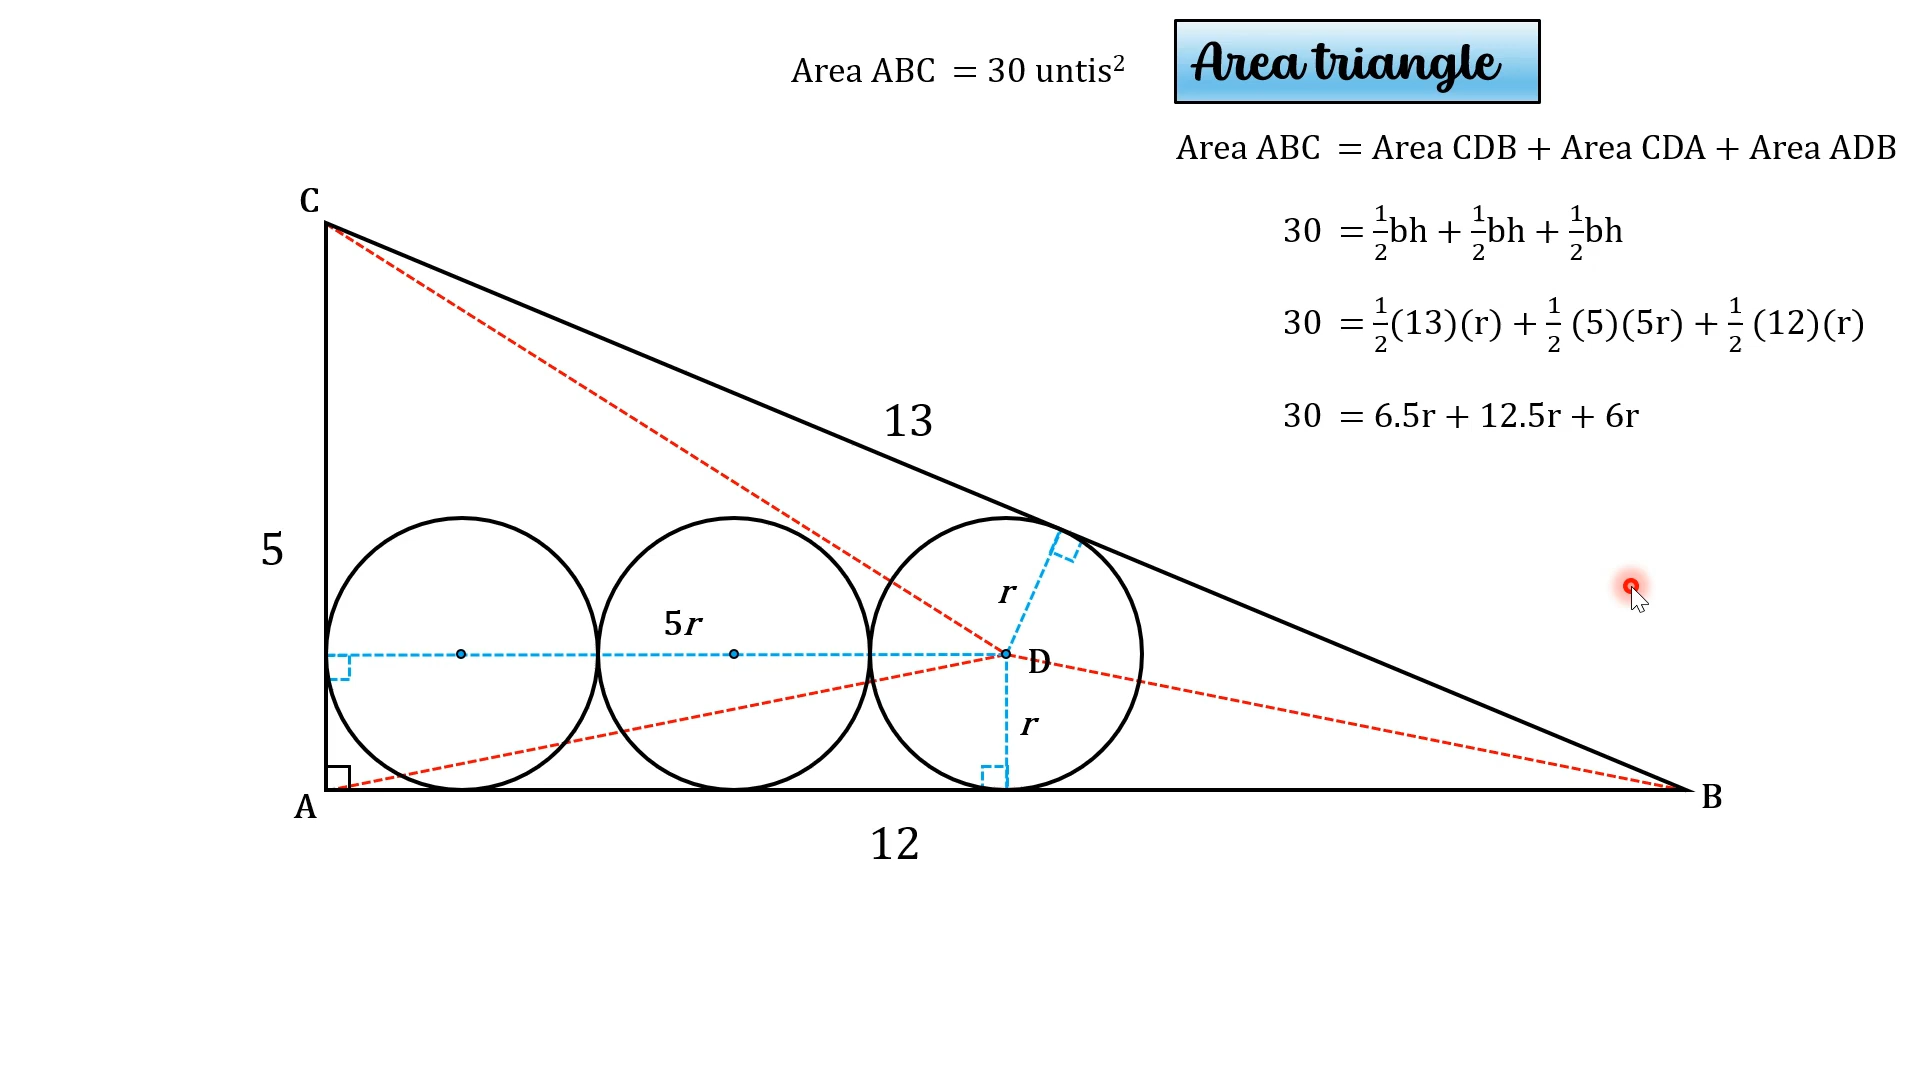 Area ABC = 30 untis²
Area triangle
Area ABC = Area CDB + Area CDA + Area ADB
30 = ½bh + ½bh + ½bh
30 = ½(13)(r) + ½ (5)(5r) + ½ (12)(r)
30 = 6.5r + 12.5r + 6r
C
13
5
r
5r
D
r
A
B
12